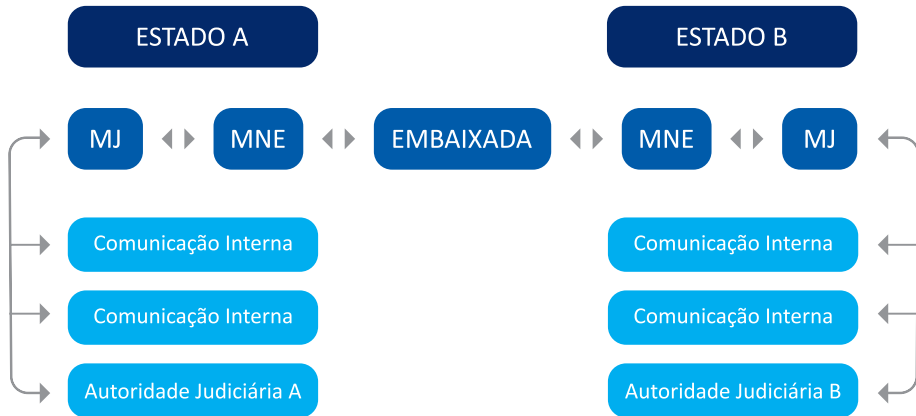 ESTADO A
ESTADO B
MJ
MNE
EMBAIXADA
MNE
MJ
Comunicação Interna
Comunicação Interna
Comunicação Interna
Comunicação Interna
Autoridade Judiciária A
Autoridade Judiciária B